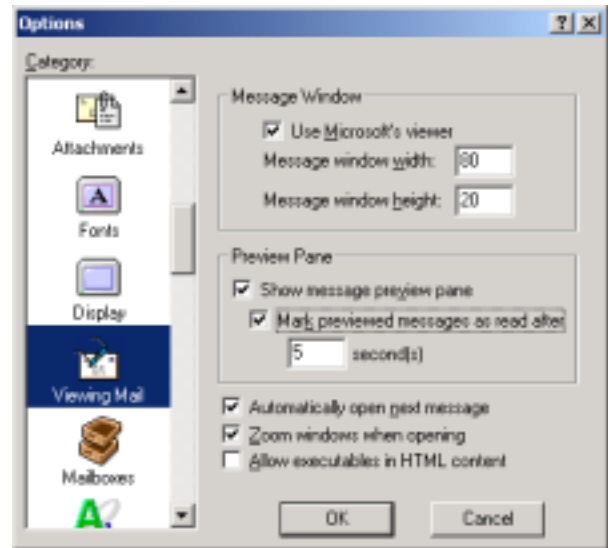 Options
Category:
Attachments
Fonts
Display
Viewing Mail
Mailboxes
Message Window
Use Microsoft's viewer
Message window width: 80
Message window height: 20
Preview Pane
Show message preview pane
Mark previewed messages as read after
5 second(s)
Automatically open next message
Zoom windows when opening
Allow executables in HTML content
OK Cancel